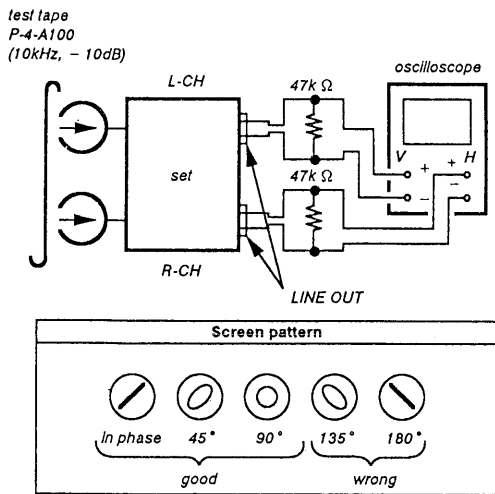 test tape
P-4-A100
(10kHz, − 10dB)
L-CH
47k Ω
oscilloscope
set
V
H
+
+
−
−
47k Ω
R-CH
LINE OUT
Screen pattern
In phase 45° 90° 135° 180°
good wrong